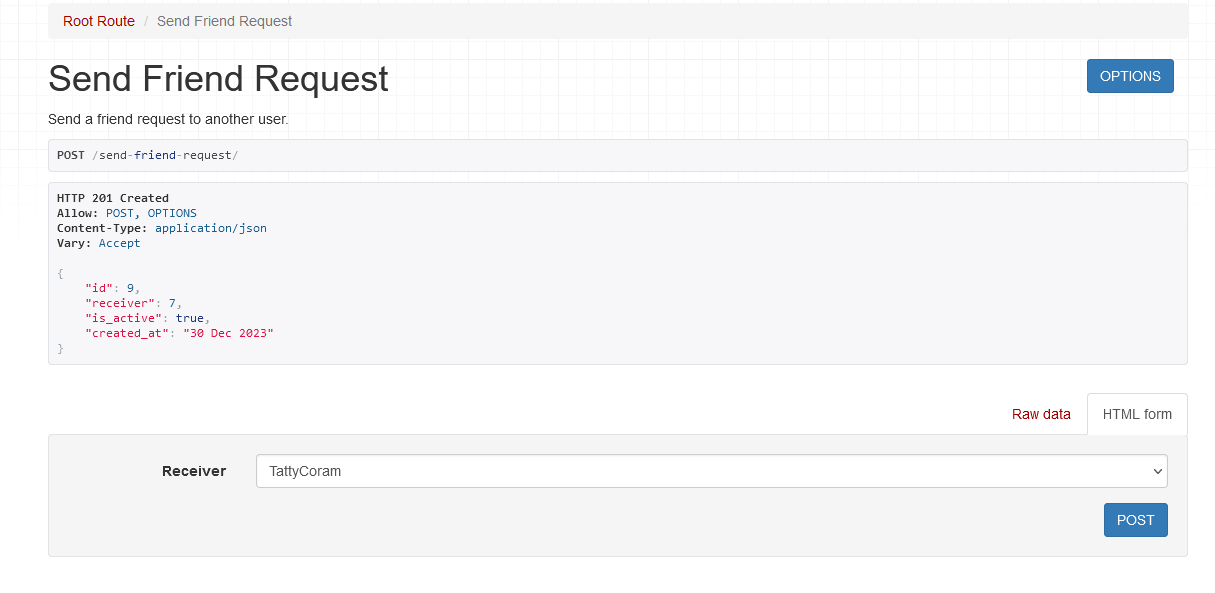 Root Route / Send Friend Request
Send Friend Request
OPTIONS
Send a friend request to another user.
POST /send-friend-request/
HTTP 201 Created
Allow: POST, OPTIONS
Content-Type: application/json
Vary: Accept
{
    "id": 9,
    "receiver": 7,
    "is_active": true,
    "created_at": "30 Dec 2023"
}
Raw data HTML form
Receiver TattyCoram
POST